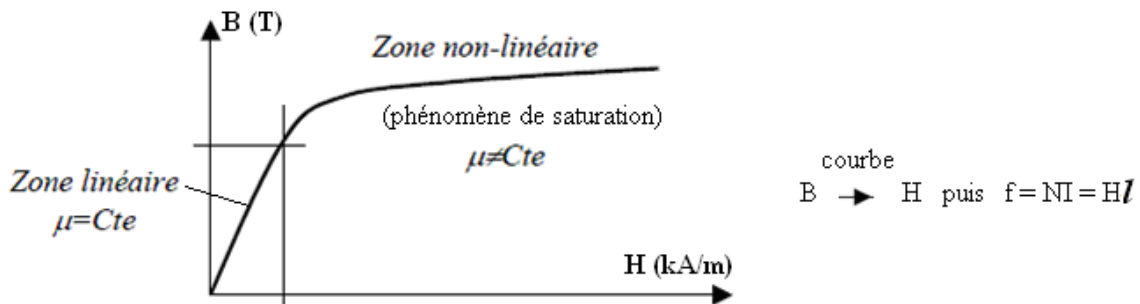 B (T)
Zone non-linéaire
(phénomène de saturation)
μ≠Cte
Zone linéaire
μ=Cte
H (kA/m)
courbe
B → H puis f = NI = Hl